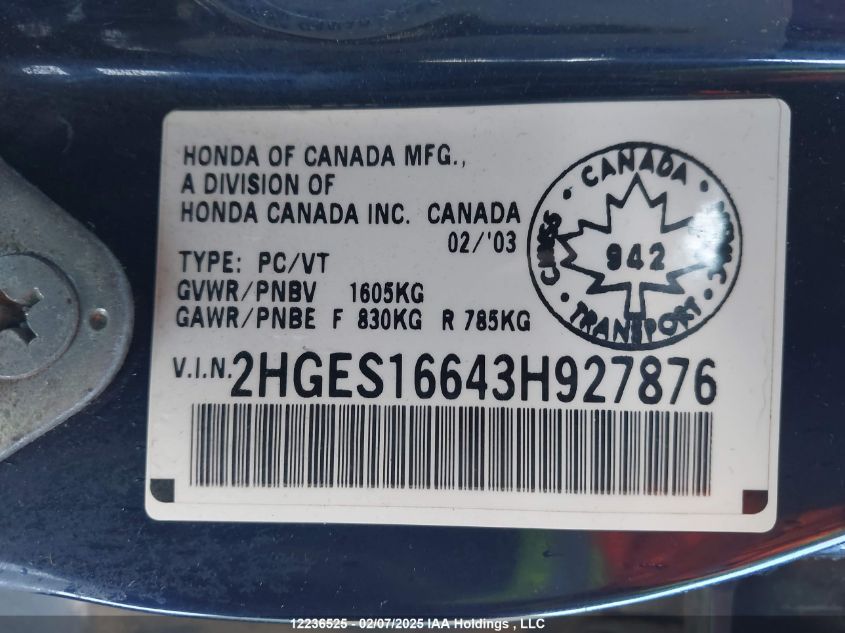 HONDA OF CANADA MFG.,
A DIVISION OF
HONDA CANADA INC. CANADA
02/'03
TYPE: PC/VT
GVWR/PNBV 1605KG
GAWR/PNBE F 830KG R 785KG
V.I.N. 2HGES16643H927876
CANADA
942
TRANSPORT
12236525 - 02/07/2025 IAA Holdings , LLC